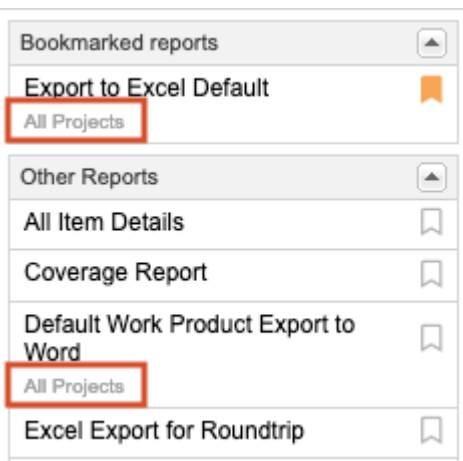 Bookmarked reports
Export to Excel Default
All Projects
Other Reports
All Item Details
Coverage Report
Default Work Product Export to
Word
All Projects
Excel Export for Roundtrip